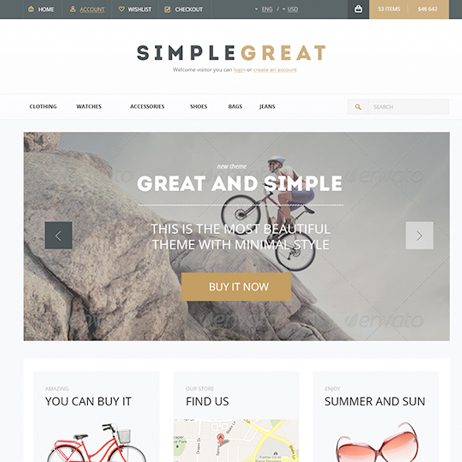 HOME ACCOUNT WISHLIST CHECKOUT ENG / USD 53 ITEMS $46 642
SIMPLEGREAT
Welcome visitor you can login or create an account
CLOTHING WATCHES ACCESSORIES SHOES BAGS JEANS SEARCH
new theme
GREAT AND SIMPLE
THIS IS THE MOST BEAUTIFUL
THEME WITH MINIMAL STYLE
BUY IT NOW
envato
AMAZING OUR STORE ENJOY
YOU CAN BUY IT FIND US SUMMER AND SUN